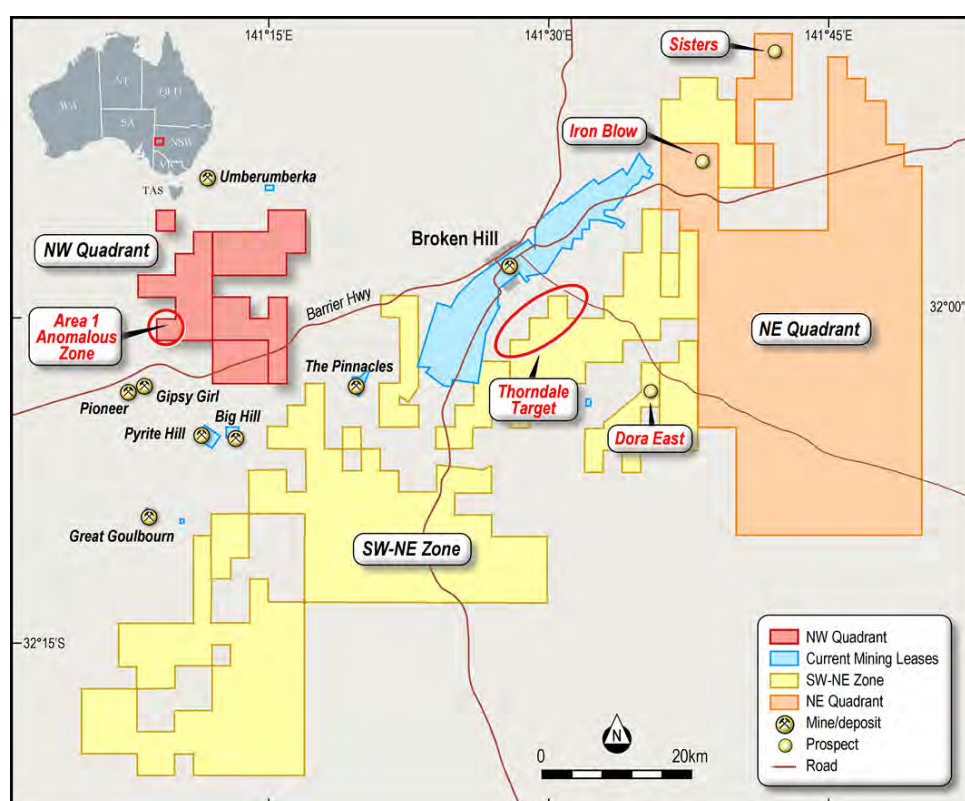 141°15'E
141°30'E
141°45'E
WA
NT
QLD
SA
NSW
VIC
TAS
Sisters
Iron Blow
Umberumberka
NW Quadrant
Broken Hill
Barrier Hwy
Area 1
Anomalous
Zone
32°00'S
NE Quadrant
The Pinnacles
Thorndale
Target
Pioneer
Gipsy Girl
Big Hill
Pyrite Hill
Dora East
Great Goulbourn
SW-NE Zone
32°15'S
NW Quadrant
Current Mining Leases
SW-NE Zone
NE Quadrant
Mine/deposit
Prospect
Road
N
0
20km